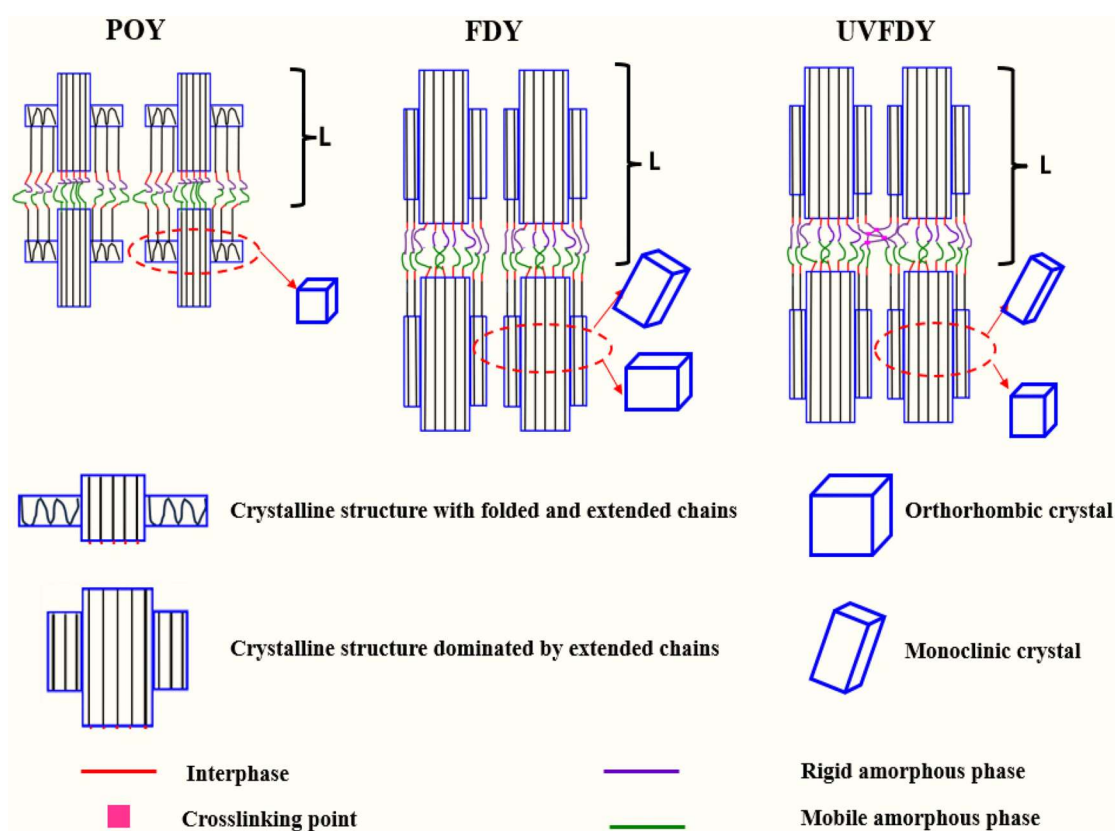 POY FDY UVFDY
L L L
Crystalline structure with folded and extended chains
Orthorhombic crystal
Crystalline structure dominated by extended chains
Monoclinic crystal
Interphase
Rigid amorphous phase
Crosslinking point
Mobile amorphous phase